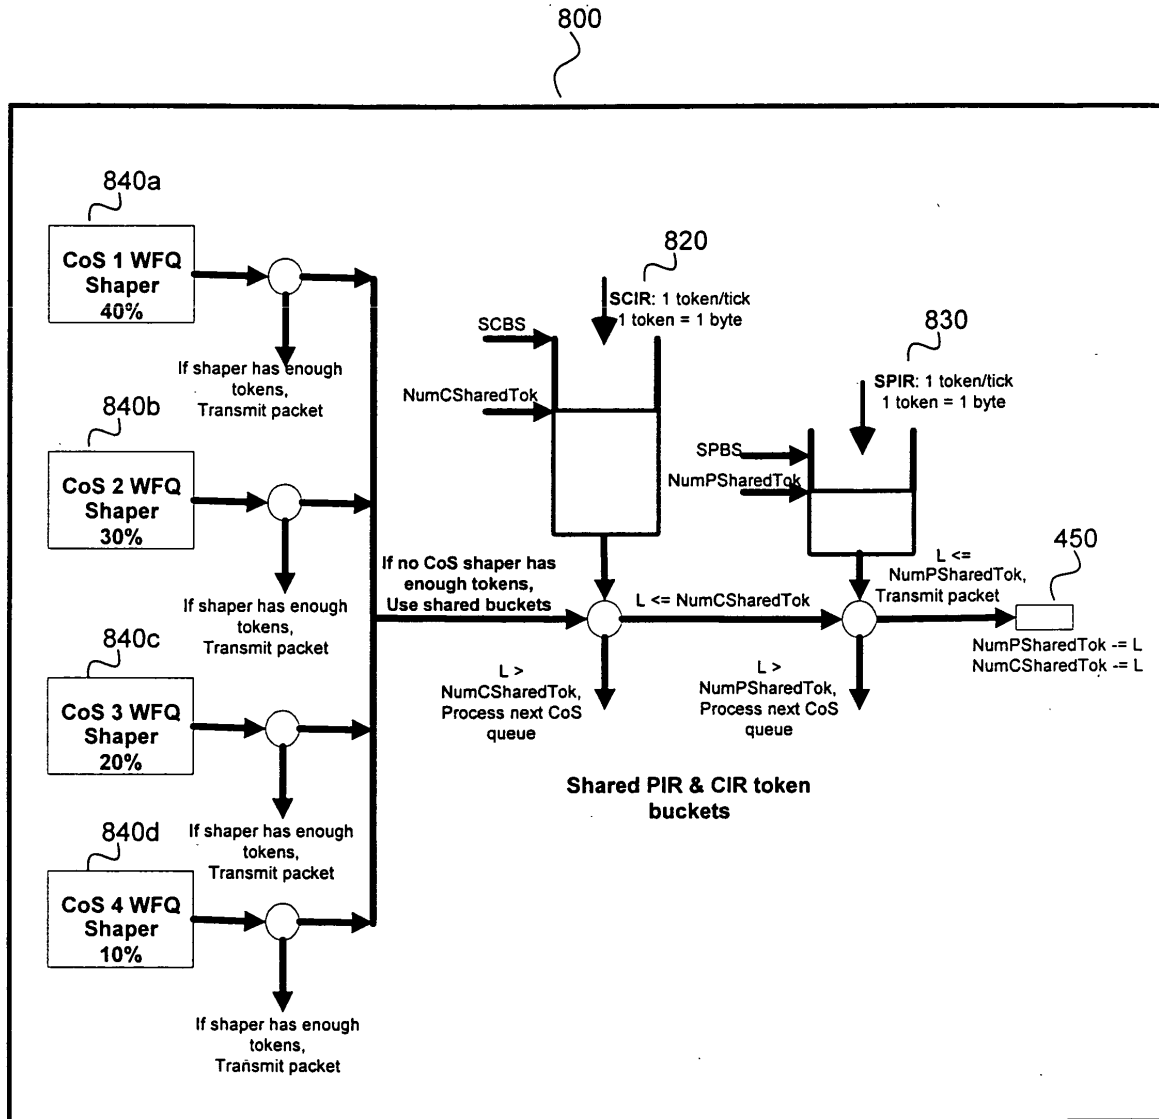 800
840a
CoS 1 WFQ
Shaper
40%
If shaper has enough
tokens,
Transmit packet
840b
CoS 2 WFQ
Shaper
30%
If shaper has enough
tokens,
Transmit packet
840c
CoS 3 WFQ
Shaper
20%
If shaper has enough
tokens,
Transmit packet
840d
CoS 4 WFQ
Shaper
10%
If shaper has enough
tokens,
Transmit packet
If no CoS shaper has
enough tokens,
Use shared buckets
820
SCIR: 1 token/tick
1 token = 1 byte
SCBS
NumCSharedTok
L <= NumCSharedTok
L >
NumCSharedTok,
Process next CoS
queue
830
SPIR: 1 token/tick
1 token = 1 byte
SPBS
NumPSharedTok
L <=
NumPSharedTok,
Transmit packet
L >
NumPSharedTok,
Process next CoS
queue
450
NumPSharedTok -= L
NumCSharedTok -= L
Shared PIR & CIR token
buckets